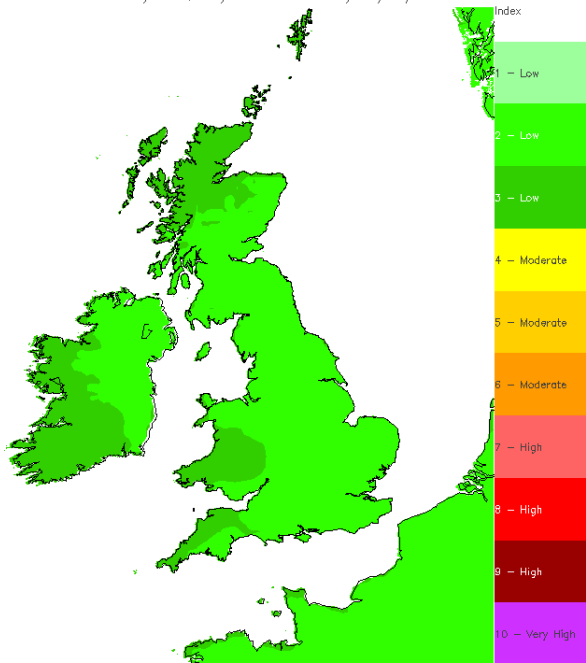 Index
1 - Low
2 - Low
3 - Low
4 - Moderate
5 - Moderate
6 - Moderate
7 - High
8 - High
9 - High
10 - Very High